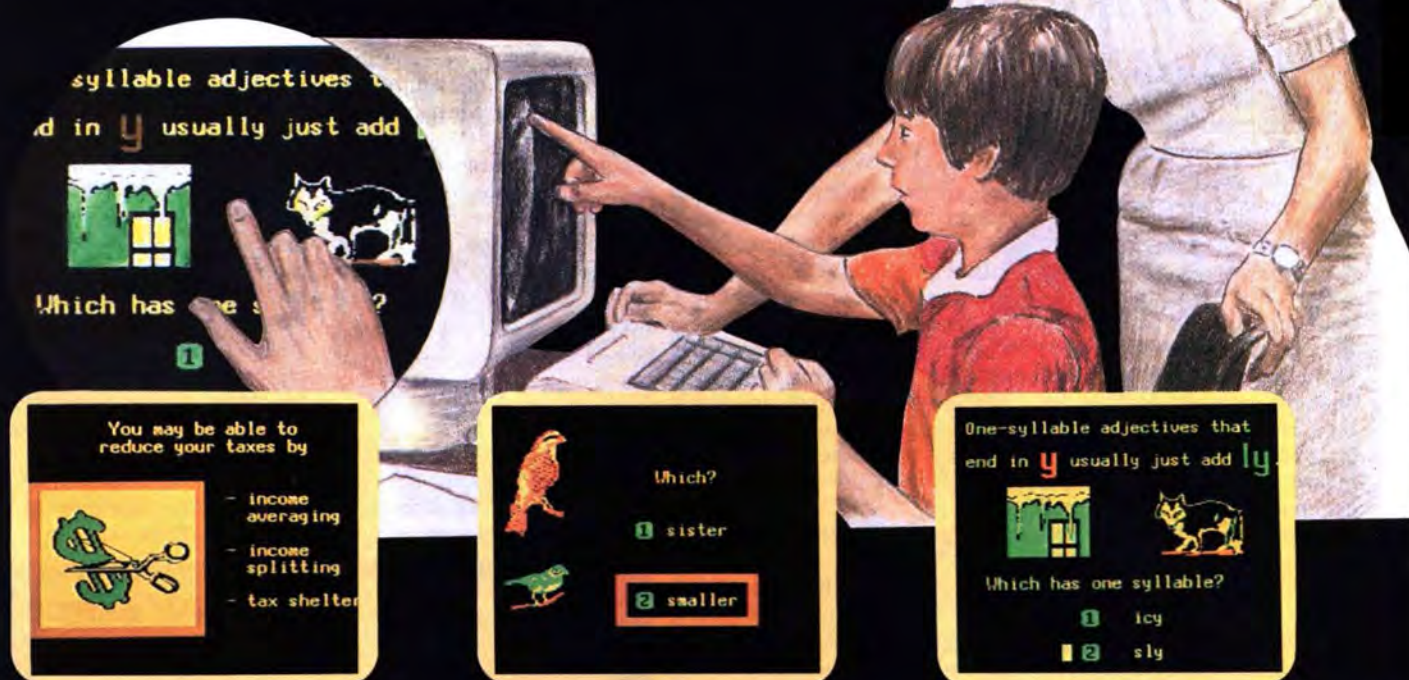 syllable adjectives
d in y usually just add
Which has
?
1
You may be able to
reduce your taxes by
$
- income
averaging
- income
splitting
- tax shelter
Which?
1 sister
2 smaller
One-syllable adjectives that
end in y usually just add ly.
Which has one syllable?
1 icy
2 sly